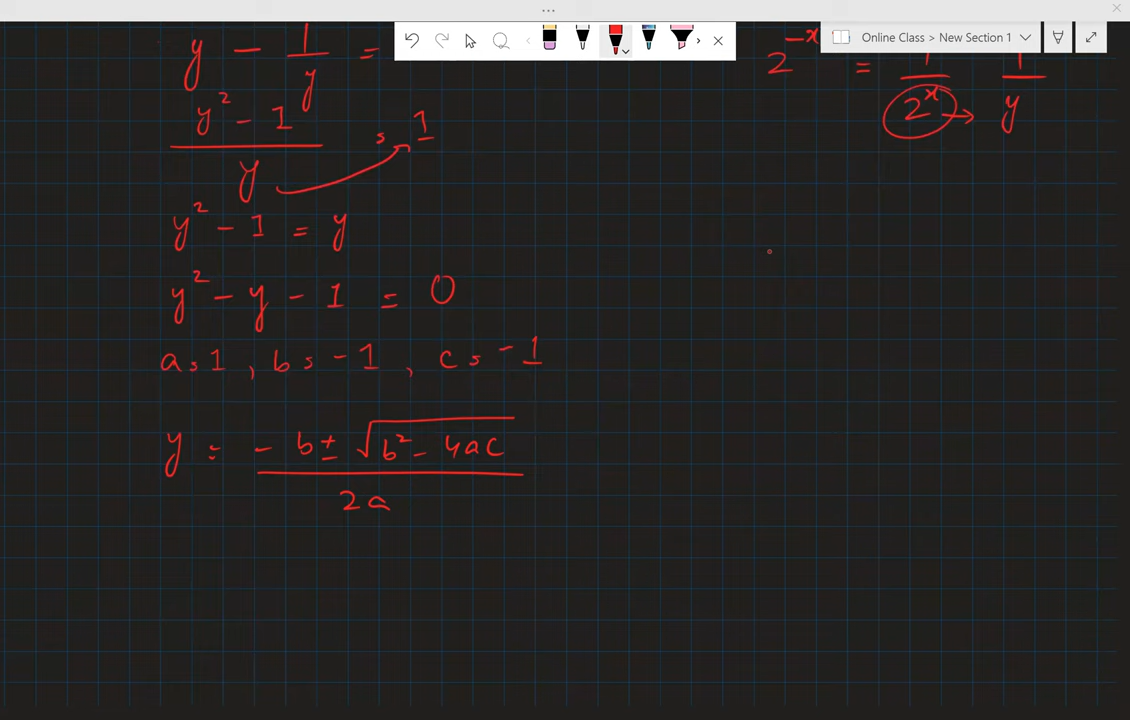 Online Class > New Section 1
y - 1/y =
2^-x = 1/2^x → 1/y
y² - 1 / y = 1
y² - 1 = y
y² - y - 1 = 0
a = 1 , b = -1 , c = -1
y = -b ± √(b² - 4ac) / 2a